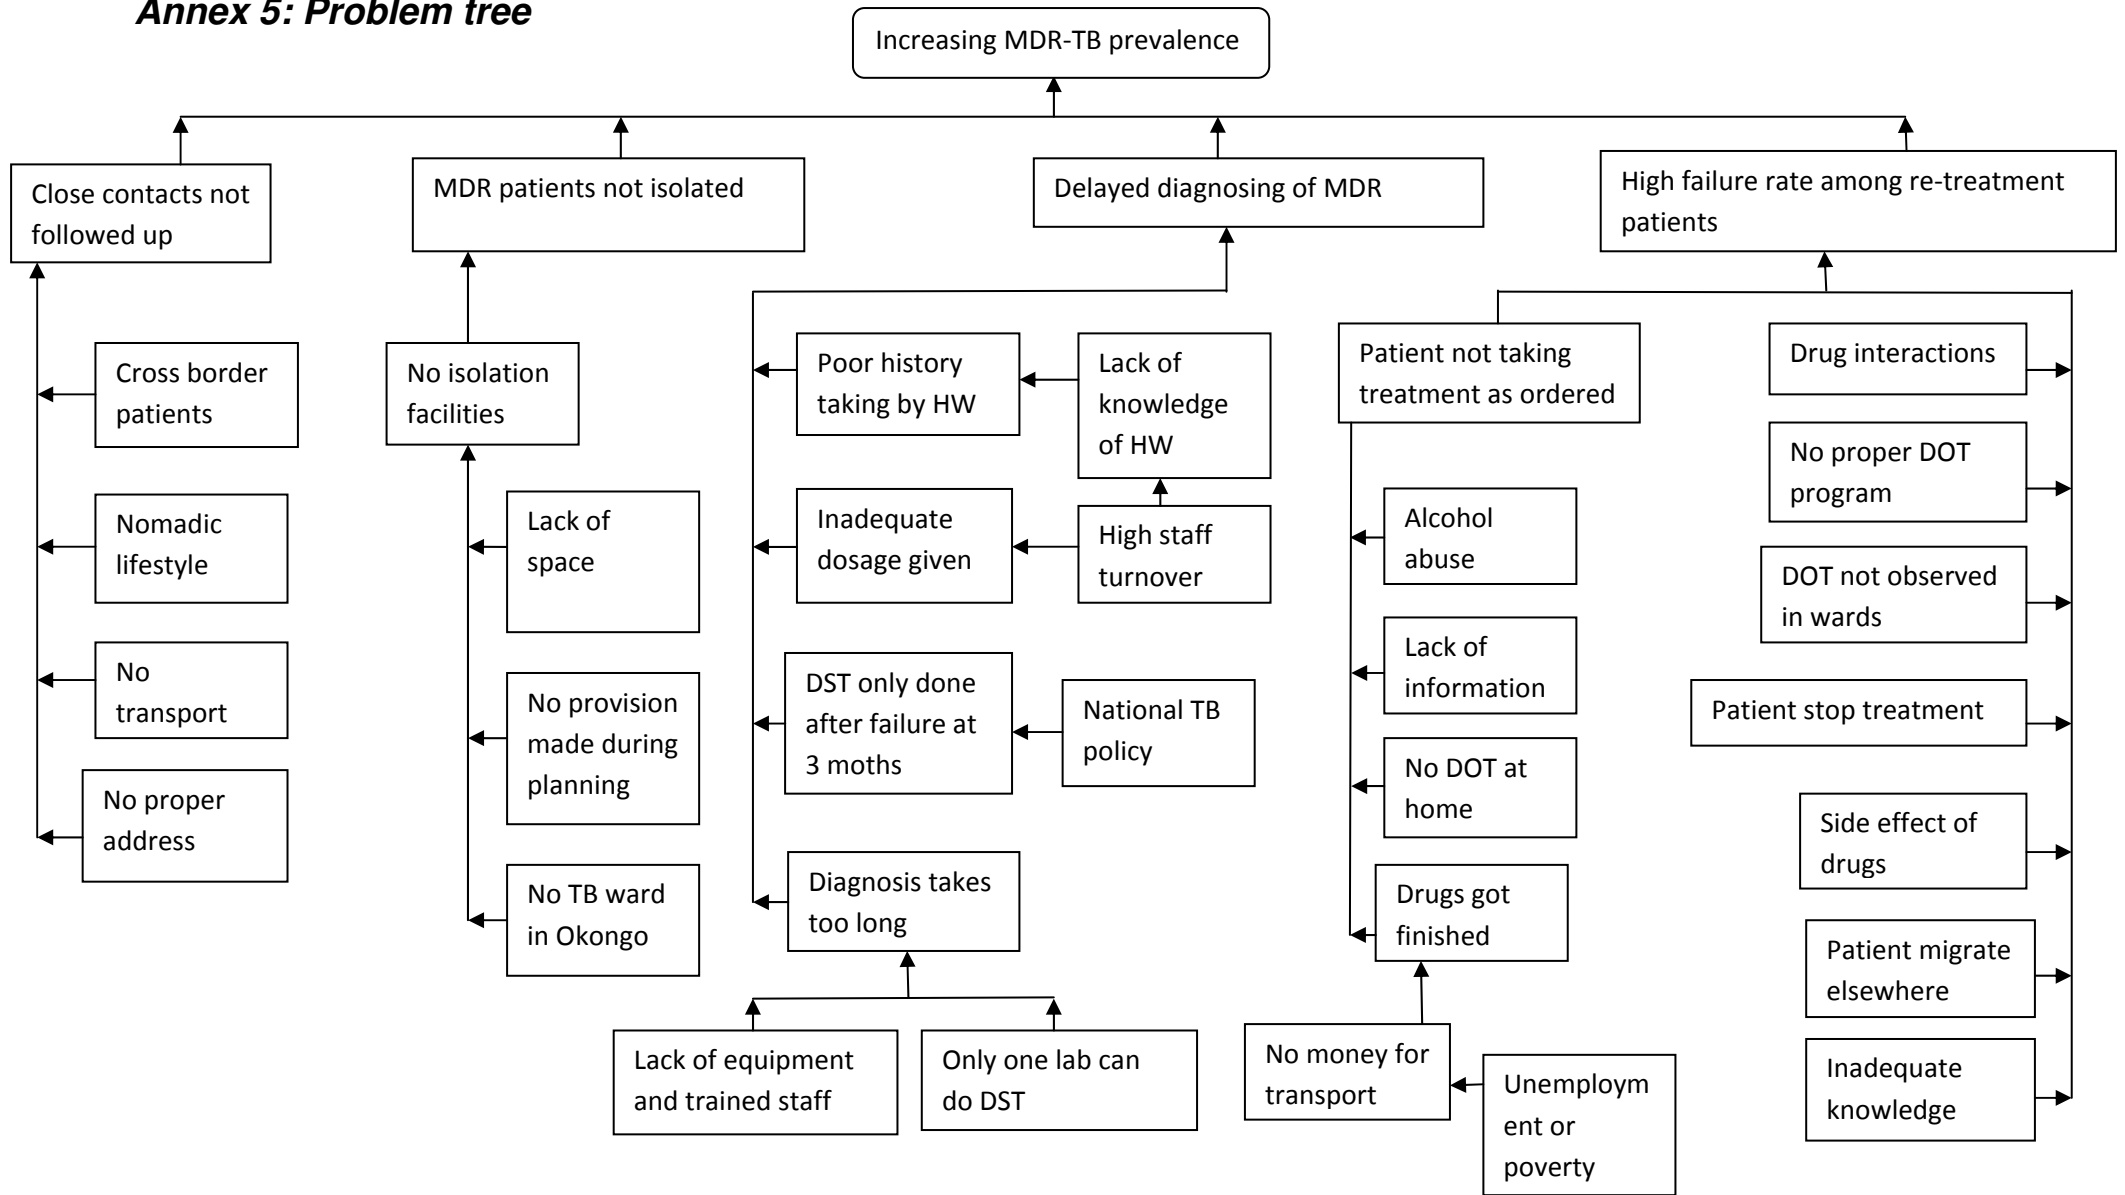 Annex 5: Problem tree
Increasing MDR-TB prevalence
Close contacts not
followed up
MDR patients not isolated
Delayed diagnosing of MDR
High failure rate among re-treatment
patients
Cross border
patients
Nomadic
lifestyle
No
transport
No proper
address
No isolation
facilities
Lack of
space
No provision
made during
planning
No TB ward
in Okongo
Poor history
taking by HW
Lack of
knowledge
of HW
Inadequate
dosage given
High staff
turnover
DST only done
after failure at
3 moths
National TB
policy
Diagnosis takes
too long
Lack of equipment
and trained staff
Only one lab can
do DST
Patient not taking
treatment as ordered
Alcohol
abuse
Lack of
information
No DOT at
home
Drugs got
finished
No money for
transport
Unemploym
ent or
poverty
Drug interactions
No proper DOT
program
DOT not observed
in wards
Patient stop treatment
Side effect of
drugs
Patient migrate
elsewhere
Inadequate
knowledge